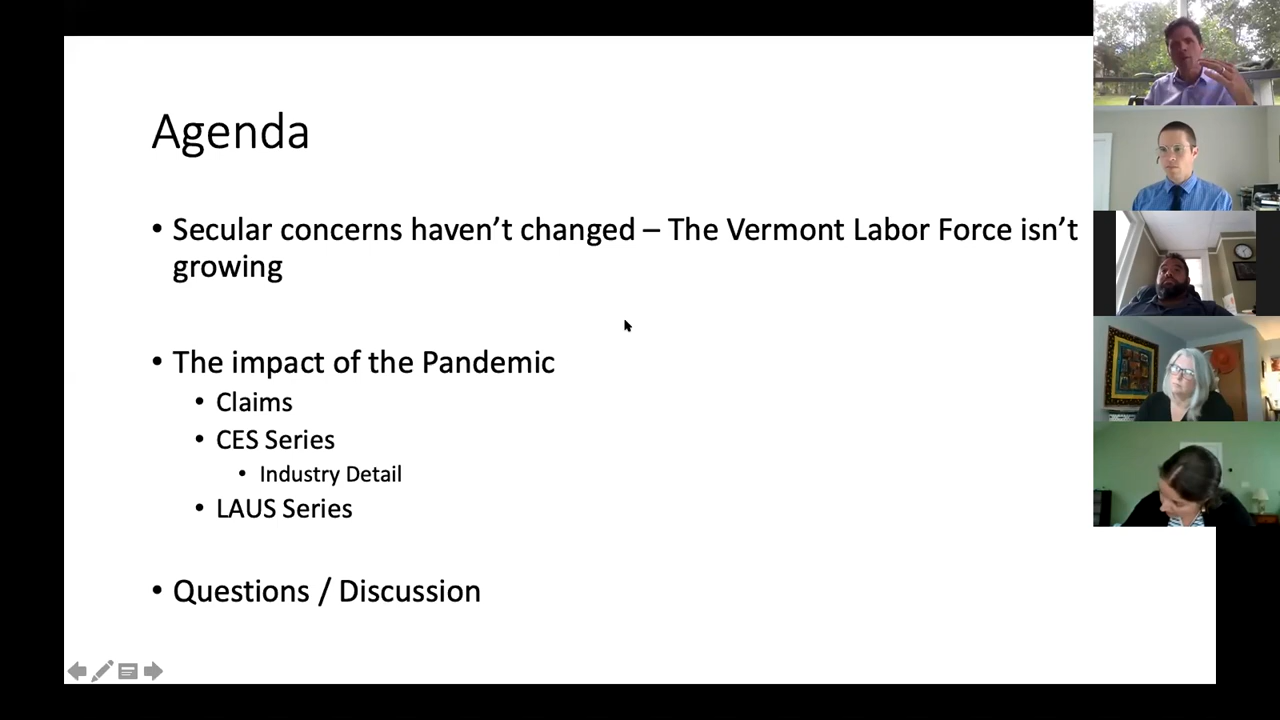 Agenda
• Secular concerns haven’t changed – The Vermont Labor Force isn’t
growing
• The impact of the Pandemic
• Claims
• CES Series
• Industry Detail
• LAUS Series
• Questions / Discussion